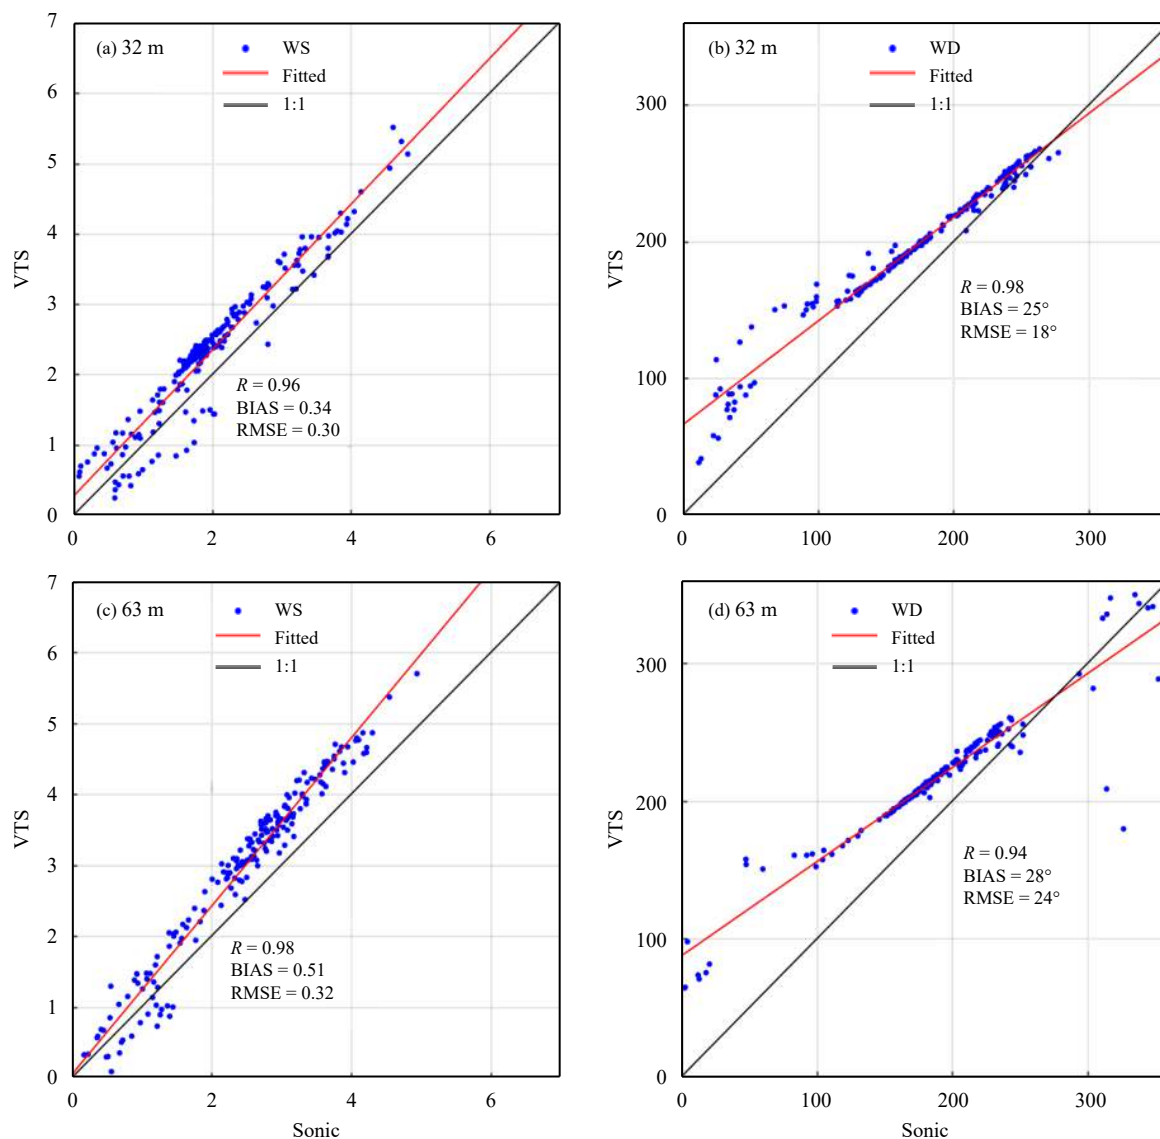 (a) 32 m
WS
Fitted
1:1
R = 0.96
BIAS = 0.34
RMSE = 0.30
VTS
7
6
5
4
3
2
1
0
0 2 4 6
(b) 32 m
WD
Fitted
1:1
R = 0.98
BIAS = 25°
RMSE = 18°
VTS
300
200
100
0
0 100 200 300
(c) 63 m
WS
Fitted
1:1
R = 0.98
BIAS = 0.51
RMSE = 0.32
VTS
7
6
5
4
3
2
1
0
0 2 4 6
Sonic
(d) 63 m
WD
Fitted
1:1
R = 0.94
BIAS = 28°
RMSE = 24°
VTS
300
200
100
0
0 100 200 300
Sonic